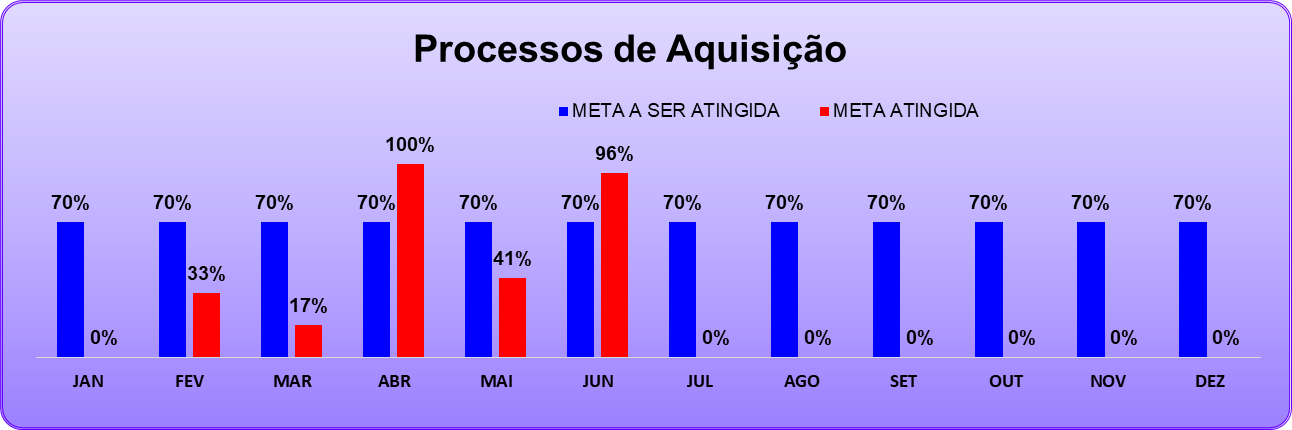 Processos de Aquisição
META A SER ATINGIDA META ATINGIDA
100%
96%
70% 70% 70% 70% 70% 70% 70% 70% 70% 70% 70% 70%
41%
33%
17%
0% 0% 0% 0% 0% 0% 0%
JAN FEV MAR ABR MAI JUN JUL AGO SET OUT NOV DEZ